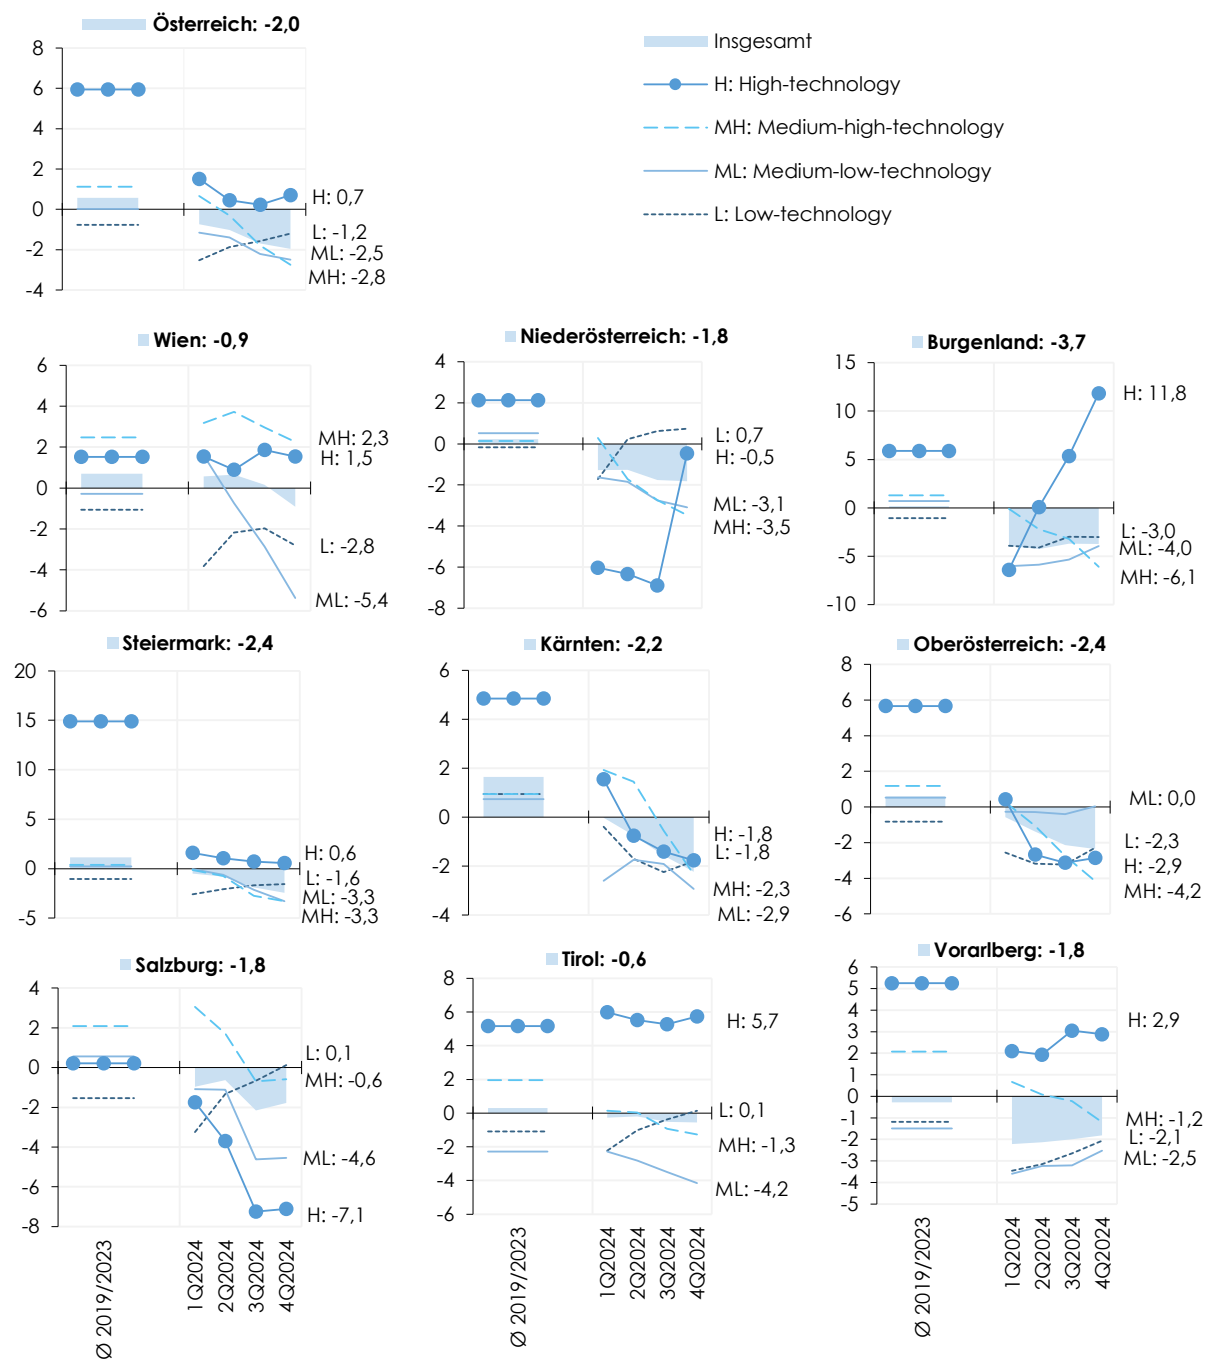 Österreich: -2,0
8
6
4
2
0
-2
-4
H: 0,7
L: -1,2
ML: -2,5
MH: -2,8
Insgesamt
H: High-technology
MH: Medium-high-technology
ML: Medium-low-technology
L: Low-technology
Wien: -0,9
6
4
2
0
-2
-4
-6
MH: 2,3
H: 1,5
L: -2,8
ML: -5,4
Niederösterreich: -1,8
4
2
0
-2
-4
-6
-8
L: 0,7
H: -0,5
ML: -3,1
MH: -3,5
Burgenland: -3,7
15
10
5
0
-5
-10
H: 11,8
L: -3,0
ML: -4,0
MH: -6,1
Steiermark: -2,4
20
15
10
5
0
-5
H: 0,6
L: -1,6
ML: -3,3
MH: -3,3
Kärnten: -2,2
6
4
2
0
-2
-4
H: -1,8
L: -1,8
MH: -2,3
ML: -2,9
Oberösterreich: -2,4
8
6
4
2
0
-2
-4
-6
ML: 0,0
L: -2,3
H: -2,9
MH: -4,2
Salzburg: -1,8
4
2
0
-2
-4
-6
-8
L: 0,1
MH: -0,6
ML: -4,6
H: -7,1
Ø 2019/2023
1Q2024
2Q2024
3Q2024
4Q2024
Tirol: -0,6
8
6
4
2
0
-2
-4
-6
H: 5,7
L: 0,1
MH: -1,3
ML: -4,2
Ø 2019/2023
1Q2024
2Q2024
3Q2024
4Q2024
Vorarlberg: -1,8
6
5
4
3
2
1
0
-1
-2
-3
-4
-5
H: 2,9
MH: -1,2
L: -2,1
ML: -2,5
Ø 2019/2023
1Q2024
2Q2024
3Q2024
4Q2024